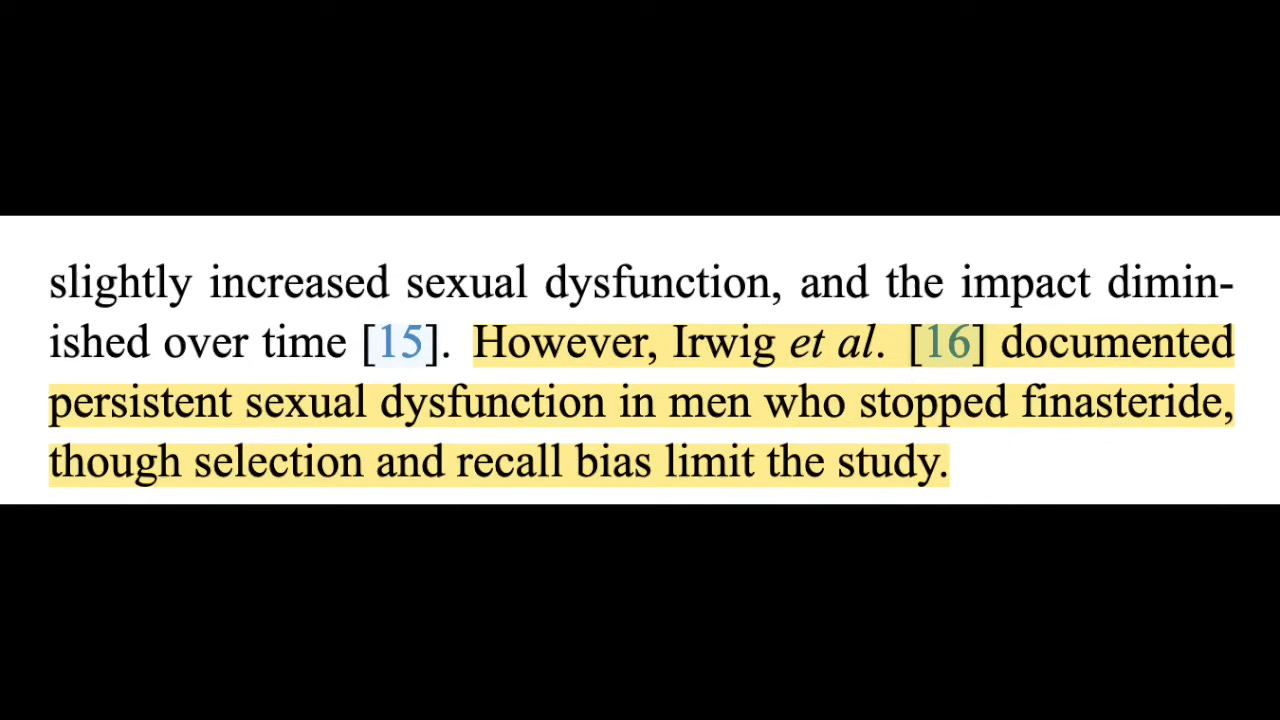 slightly increased sexual dysfunction, and the impact dimin-
ished over time [15]. However, Irwig et al. [16] documented
persistent sexual dysfunction in men who stopped finasteride,
though selection and recall bias limit the study.